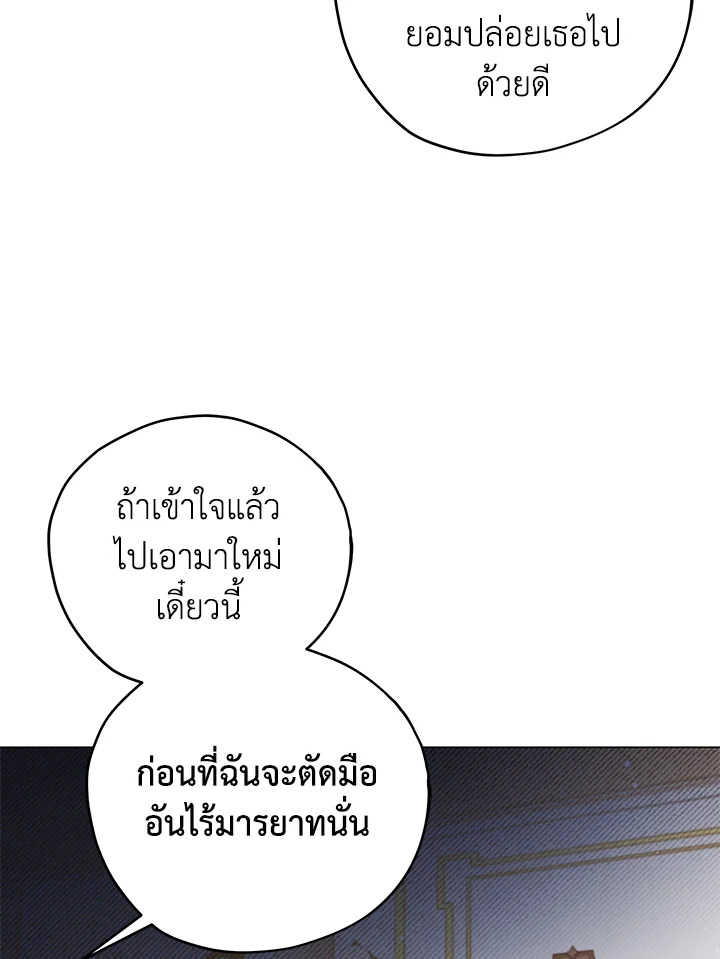 ยอมปล่อยเธอไป
ด้วยดี
ถ้าเข้าใจแล้ว
ไปเอามาใหม่
เดี๋ยวนี้
ก่อนที่ฉันจะตัดมือ
อันไร้มารยาทนั่น